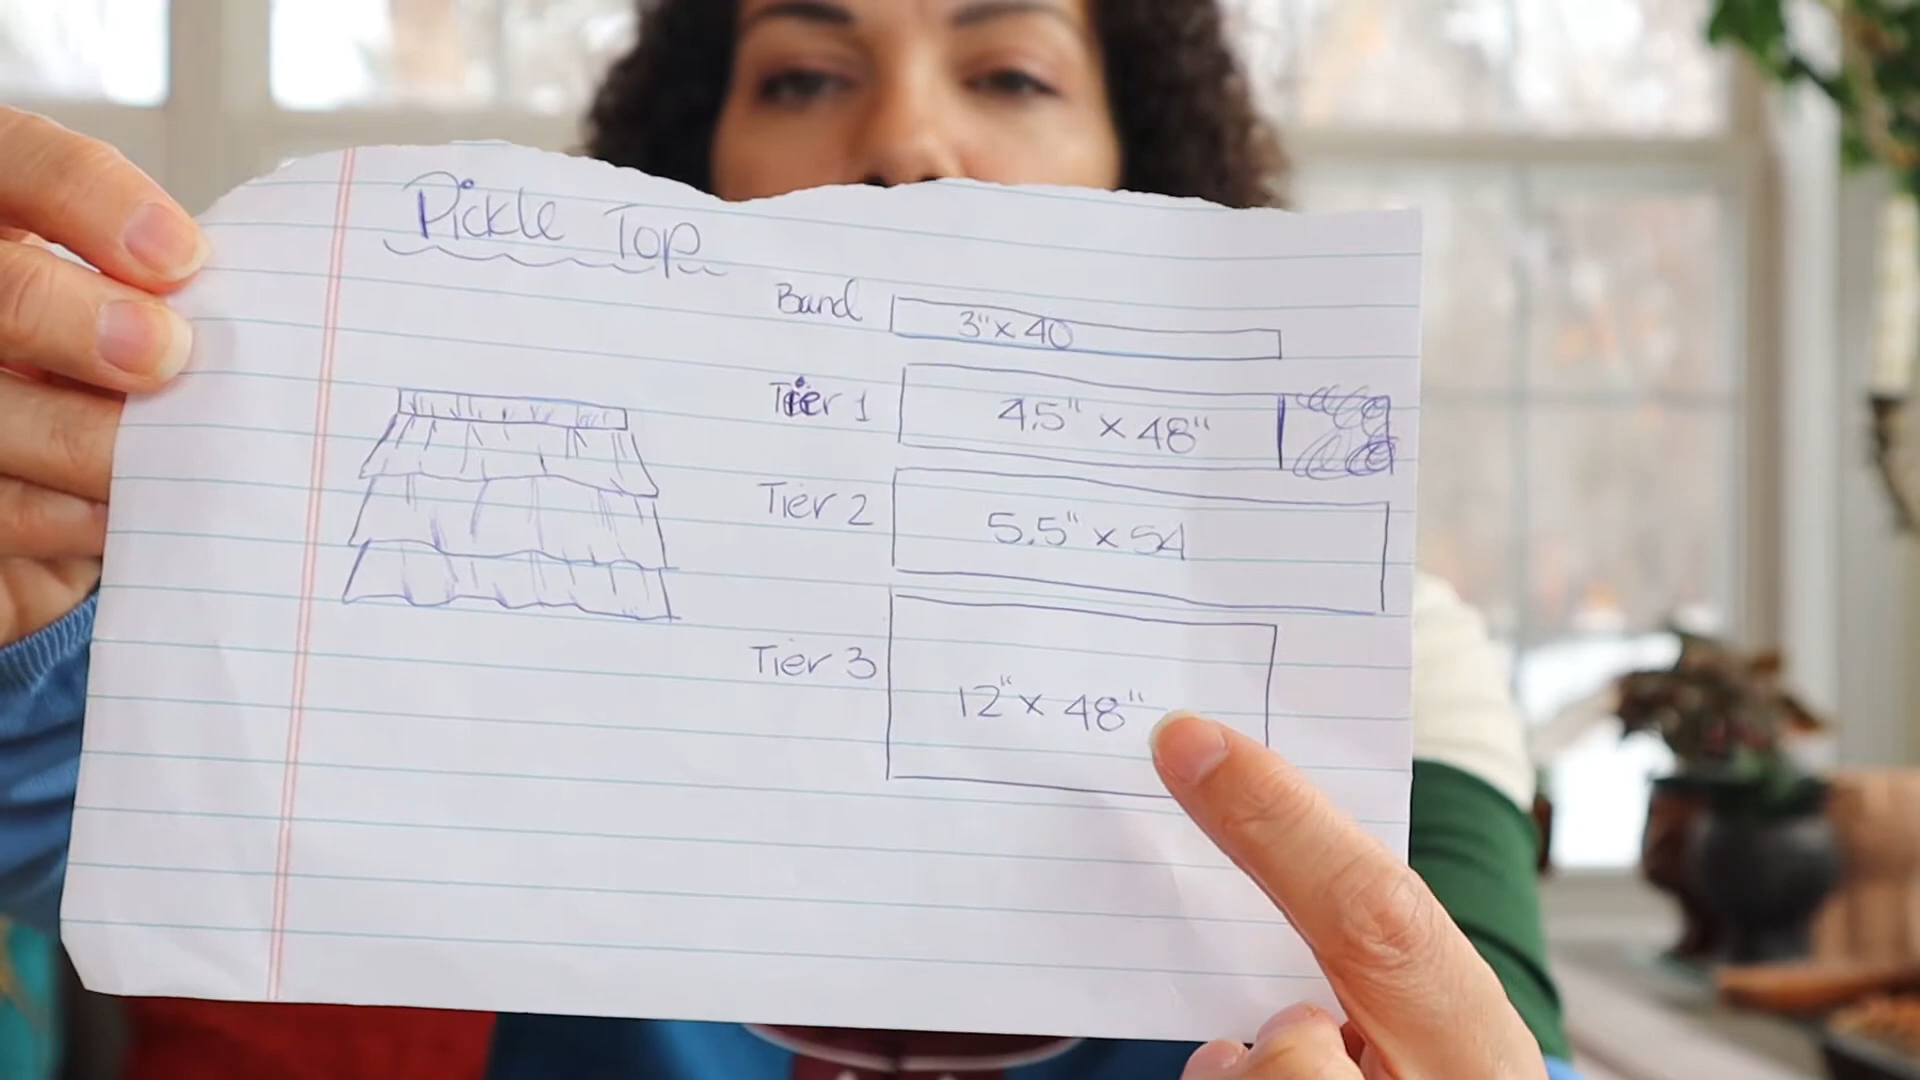 Pickle Top
Band 3"x 40
Tier 1 4.5" x 48"
Tier 2 5.5" x 54
Tier 3 12" x 48"